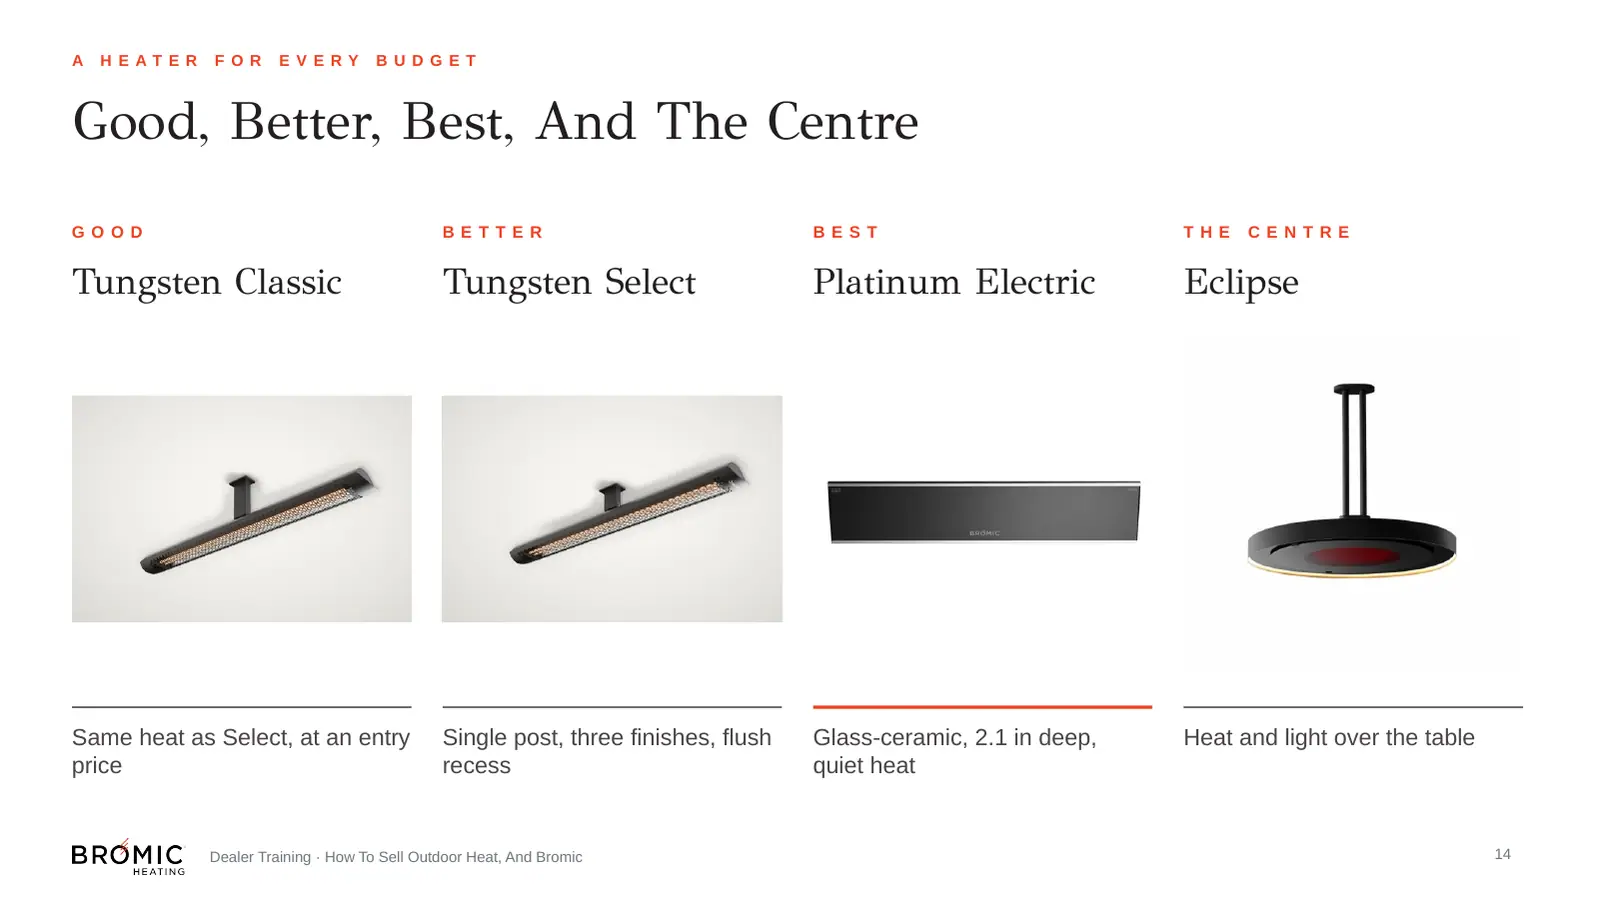 A HEATER FOR EVERY BUDGET
Good, Better, Best, And The Centre
GOOD
Tungsten Classic
Same heat as Select, at an entry
price
BETTER
Tungsten Select
Single post, three finishes, flush
recess
BEST
Platinum Electric
BROMIC
Glass-ceramic, 2.1 in deep,
quiet heat
THE CENTRE
Eclipse
Heat and light over the table
BROMIC
HEATING
Dealer Training · How To Sell Outdoor Heat, And Bromic
14